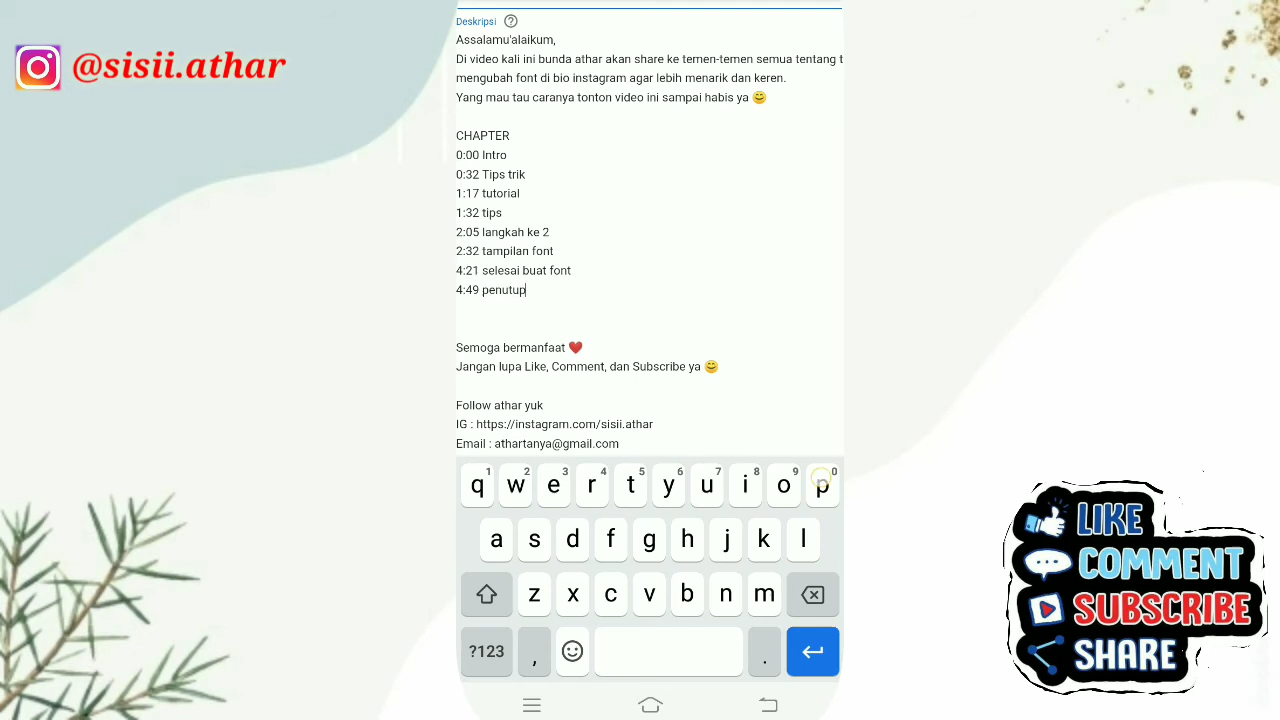 @sisii.athar
Deskripsi ?
Assalamu'alaikum,
Di video kali ini bunda athar akan share ke temen-temen semua tentang t
mengubah font di bio instagram agar lebih menarik dan keren.
Yang mau tau caranya tonton video ini sampai habis ya 😊
CHAPTER
0:00 Intro
0:32 Tips trik
1:17 tutorial
1:32 tips
2:05 langkah ke 2
2:32 tampilan font
4:21 selesai buat font
4:49 penutup
Semoga bermanfaat ❤️
Jangan lupa Like, Comment, dan Subscribe ya 😊
Follow athar yuk
IG : https://instagram.com/sisii.athar
Email : athartanya@gmail.com
q 1 w 2 e 3 r 4 t 5 y 6 u 7 i 8 o 9 p 0
a s d f g h j k l
z x c v b n m
?123 , .
LIKE
COMMENT
SUBSCRIBE
SHARE